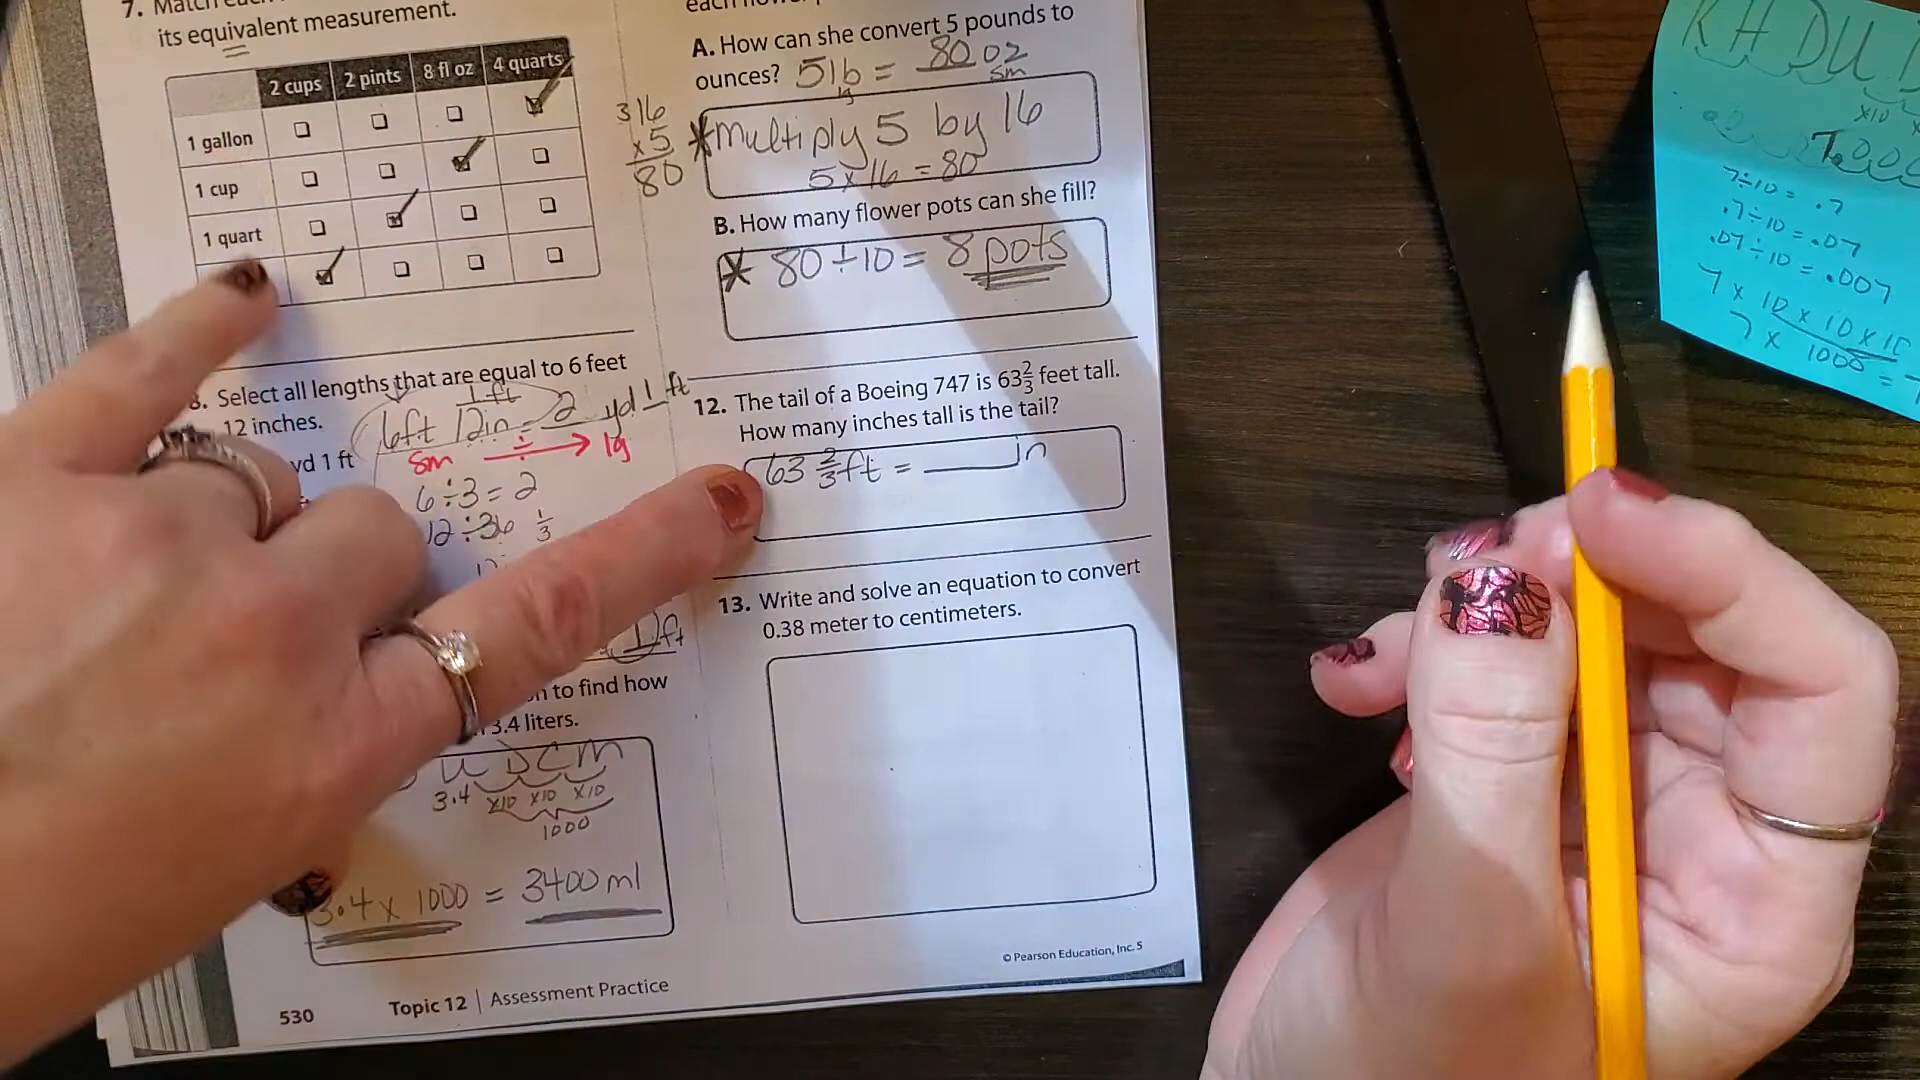 7. Match
its equivalent measurement.
2 cups 2 pints 8 fl oz 4 quarts
1 gallon
1 cup
1 quart
8. Select all lengths that are equal to 6 feet
12 inches.
1 ft
6ft 12in = 2 yd 1 ft
yd 1 ft
sm ÷ lg
6÷3=2
12÷36 1/3
1ft
to find how
3.4 liters.
U D C M
3.4 x10 x10 x10
1000
3.4 x 1000 = 3400 ml
530 Topic 12 | Assessment Practice
A. How can she convert 5 pounds to
ounces? 5lb = 80 oz
lg sm
3 16
x 5
80
*multiply 5 by 16
5 x 16 = 80
B. How many flower pots can she fill?
* 80 ÷ 10 = 8 pots
12. The tail of a Boeing 747 is 63 2/3 feet tall.
How many inches tall is the tail?
63 2/3 ft = ____ in
13. Write and solve an equation to convert
0.38 meter to centimeters.
© Pearson Education, Inc. 5
K H D U
x10
7÷10 = .7
.7÷10 = .07
.07÷10 = .007
7 x 10 x 10 x 10
7 x 1000 =